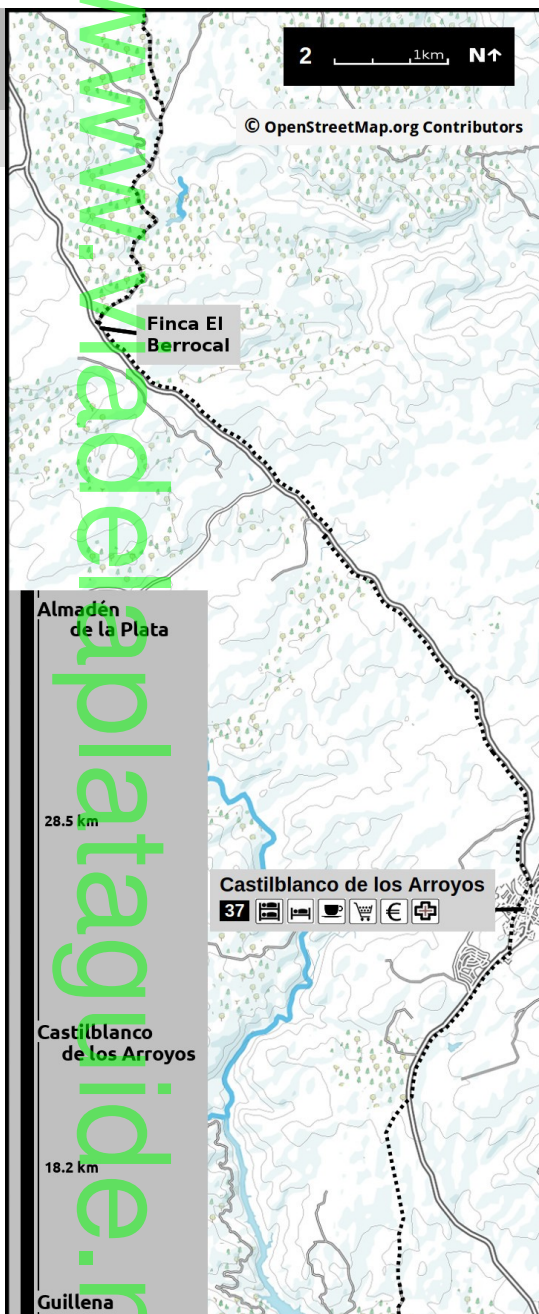 2 1km N↑
© OpenStreetMap.org Contributors
Finca El
Berrocal
Almadén
de la Plata
28.5 km
Castilblanco de los Arroyos
37 €
Castilblanco
de los Arroyos
18.2 km
Guillena
www.viadelaplataguide.n